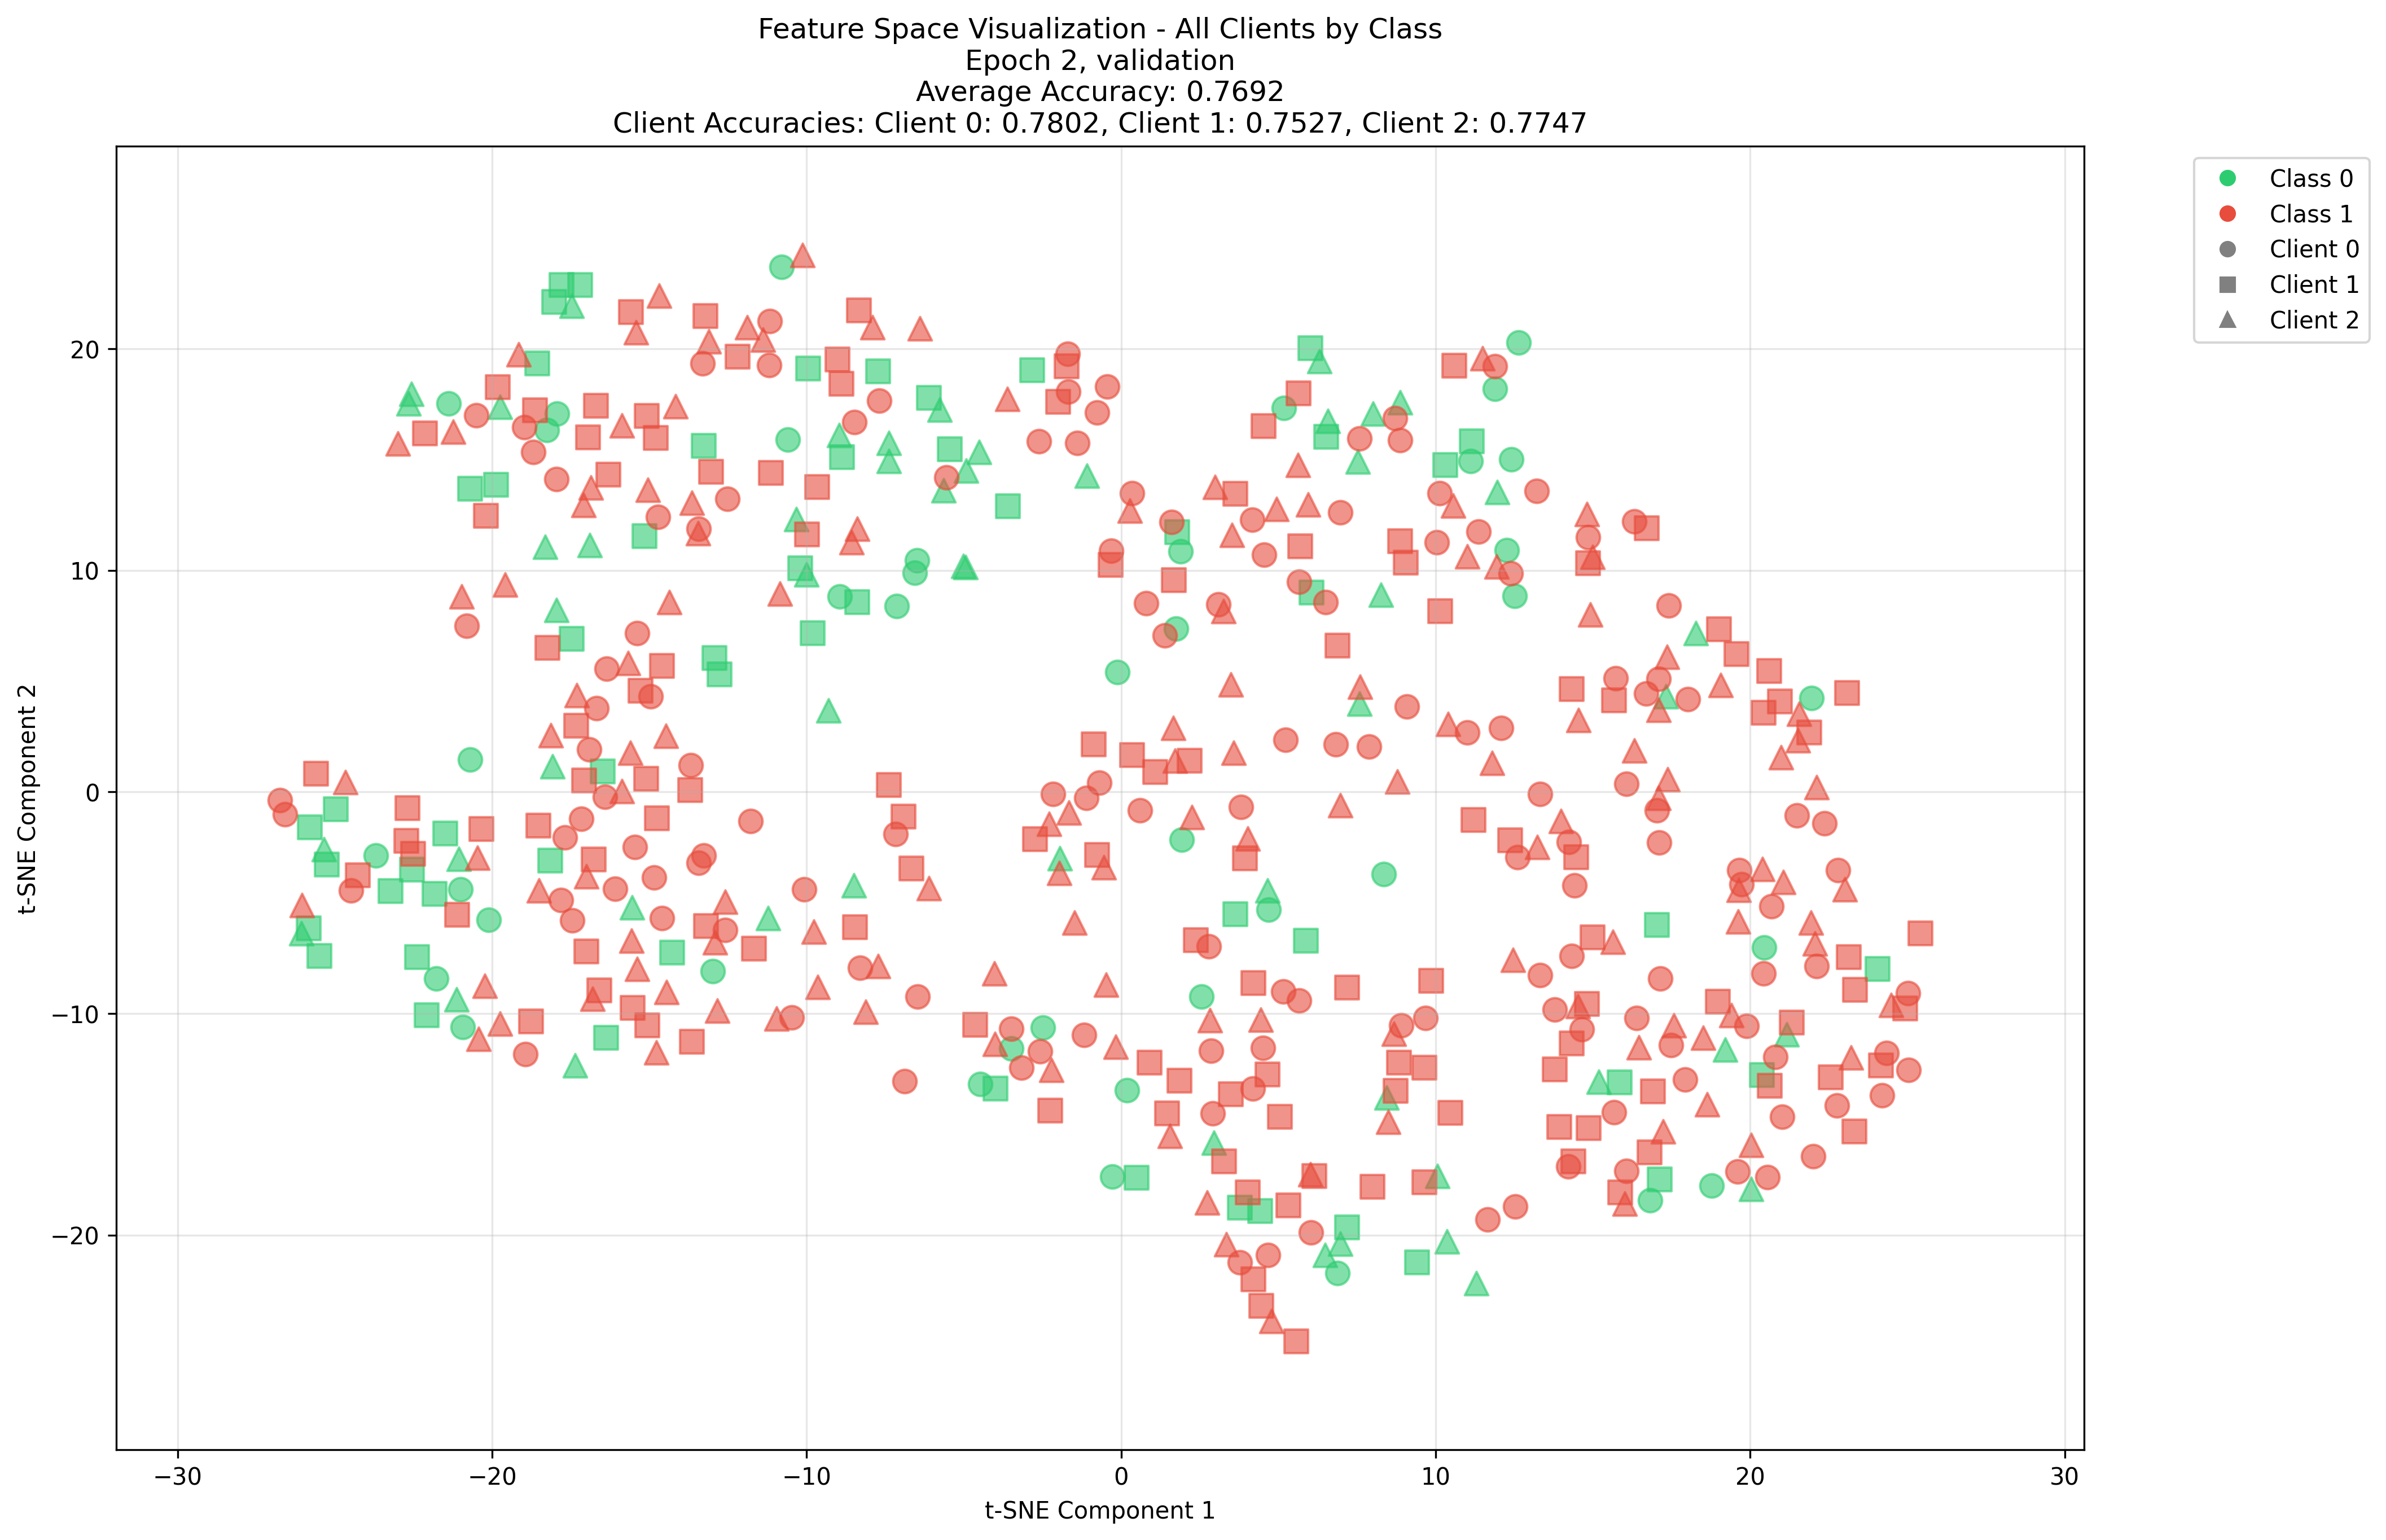 Feature Space Visualization - All Clients by Class
Epoch 2, validation
Average Accuracy: 0.7692
Client Accuracies: Client 0: 0.7802, Client 1: 0.7527, Client 2: 0.7747
Class 0
Class 1
Client 0
Client 1
Client 2
t-SNE Component 2
20
10
0
−10
−20
−30
−20
−10
0
10
20
30
t-SNE Component 1